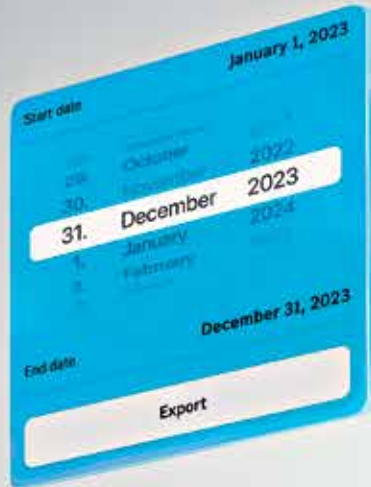 Start date
January 1, 2023
29. October 2022
30. November
31. December 2023
1. January 2024
2. February
December 31, 2023
End date
Export